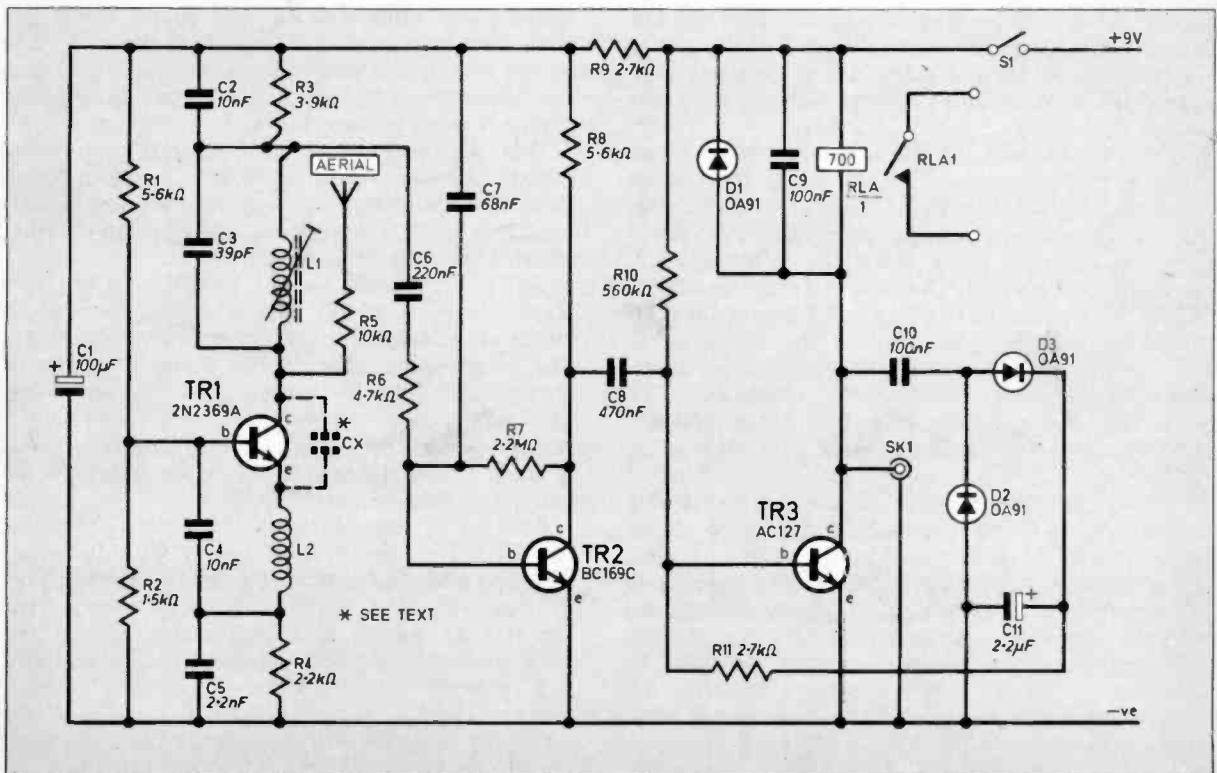 +9V
S1
R9 2·7kΩ
C2
10nF
R3
3·9kΩ
R8
5·6kΩ
AERIAL
R1
5·6kΩ
C7
68nF
D1
OA91
C9
100nF
700
RLA
1
RLA1
C3
39pF
L1
C6
220nF
R10
560kΩ
R5
10kΩ
C1
+
100µF
TR1
2N2369A
R6
4·7kΩ
C8
470nF
C10
100nF
D3
OA91
b
c
e
*
CX
R7
2·2MΩ
SK1
D2
OA91
C4
10nF
L2
TR2
BC169C
b
c
e
TR3
AC127
b
c
e
R2
1·5kΩ
* SEE TEXT
C11
+
2·2µF
C5
2·2nF
R4
2·2kΩ
R11 2·7kΩ
−ve